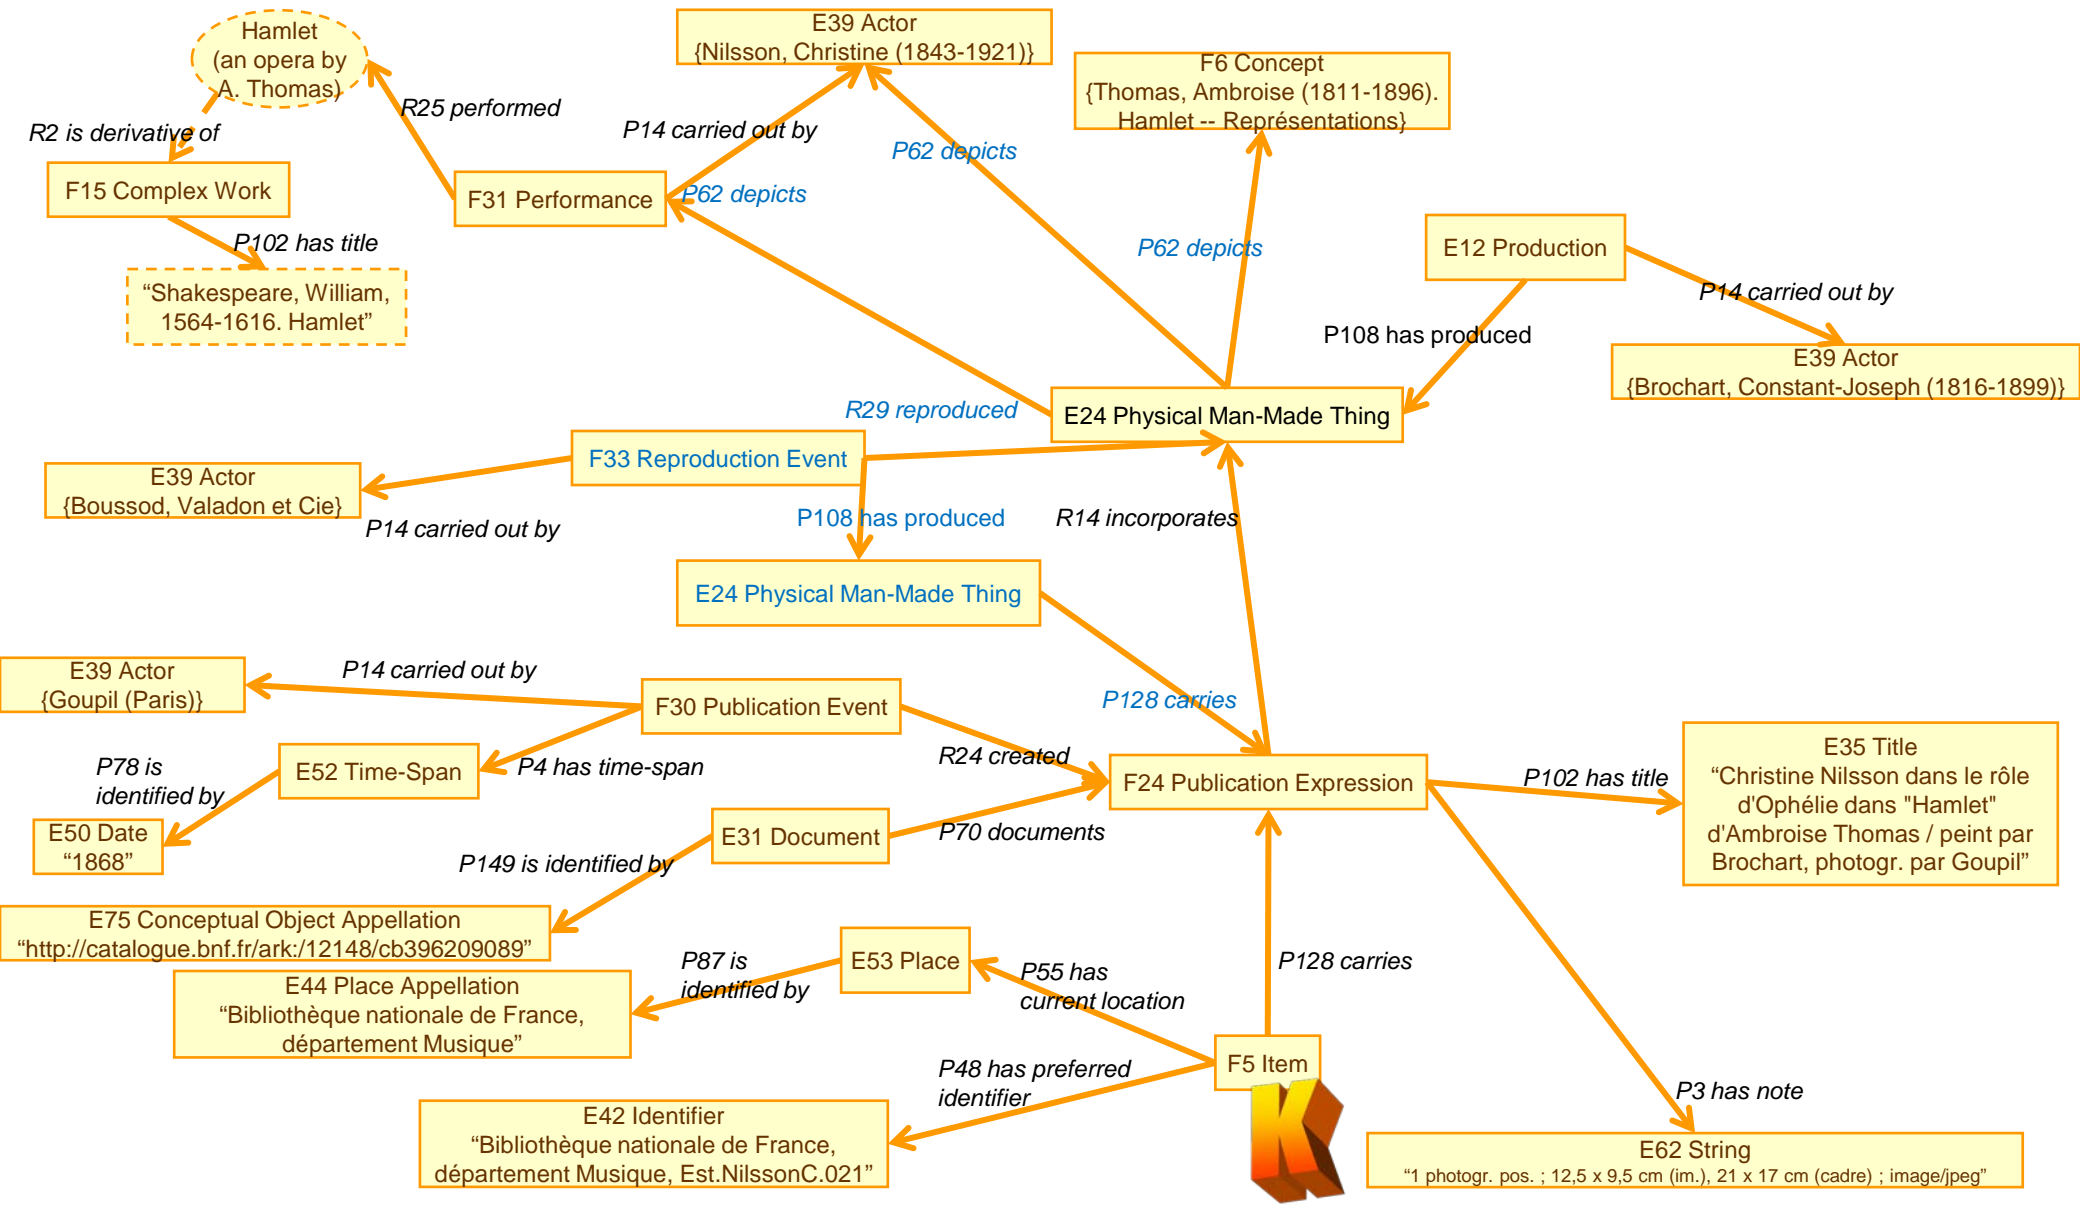 Hamlet
(an opera by
A. Thomas)
E39 Actor
{Nilsson, Christine (1843-1921)}
F6 Concept
{Thomas, Ambroise (1811-1896).
Hamlet -- Représentations}
R25 performed
R2 is derivative of
P14 carried out by
P62 depicts
F15 Complex Work
F31 Performance
P62 depicts
P102 has title
P62 depicts
E12 Production
“Shakespeare, William,
1564-1616. Hamlet”
P14 carried out by
P108 has produced
E39 Actor
{Brochart, Constant-Joseph (1816-1899)}
R29 reproduced
E24 Physical Man-Made Thing
F33 Reproduction Event
E39 Actor
{Boussod, Valadon et Cie}
P14 carried out by
P108 has produced
R14 incorporates
E24 Physical Man-Made Thing
E39 Actor
{Goupil (Paris)}
P14 carried out by
F30 Publication Event
P128 carries
P78 is
identified by
E52 Time-Span
P4 has time-span
R24 created
F24 Publication Expression
P102 has title
E35 Title
“Christine Nilsson dans le rôle
d'Ophélie dans "Hamlet"
d'Ambroise Thomas / peint par
Brochart, photogr. par Goupil”
E50 Date
“1868”
E31 Document
P70 documents
P149 is identified by
E75 Conceptual Object Appellation
“http://catalogue.bnf.fr/ark:/12148/cb396209089”
P87 is
identified by
E53 Place
P55 has
current location
P128 carries
E44 Place Appellation
“Bibliothèque nationale de France,
département Musique”
P48 has preferred
identifier
F5 Item
K
P3 has note
E42 Identifier
“Bibliothèque nationale de France,
département Musique, Est.NilssonC.021”
E62 String
“1 photogr. pos. ; 12,5 x 9,5 cm (im.), 21 x 17 cm (cadre) ; image/jpeg”